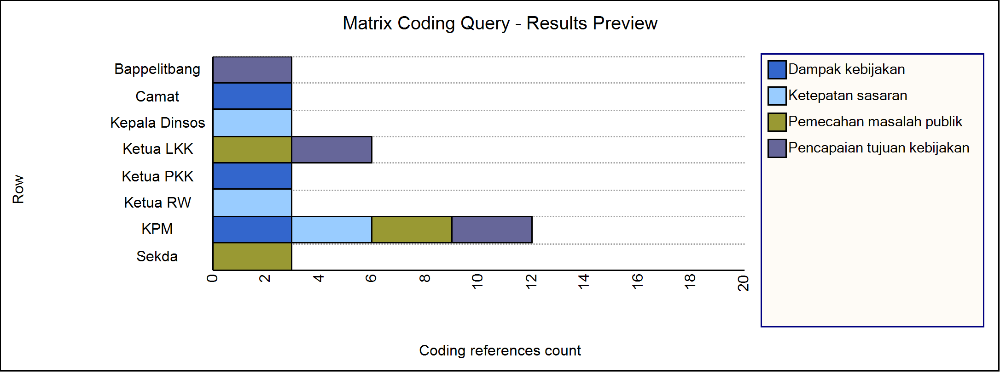 Matrix Coding Query - Results Preview
Row
Bappelitbang
Camat
Kepala Dinsos
Ketua LKK
Ketua PKK
Ketua RW
KPM
Sekda
0
2
4
6
8
10
12
14
16
18
20
Coding references count
Dampak kebijakan
Ketepatan sasaran
Pemecahan masalah publik
Pencapaian tujuan kebijakan